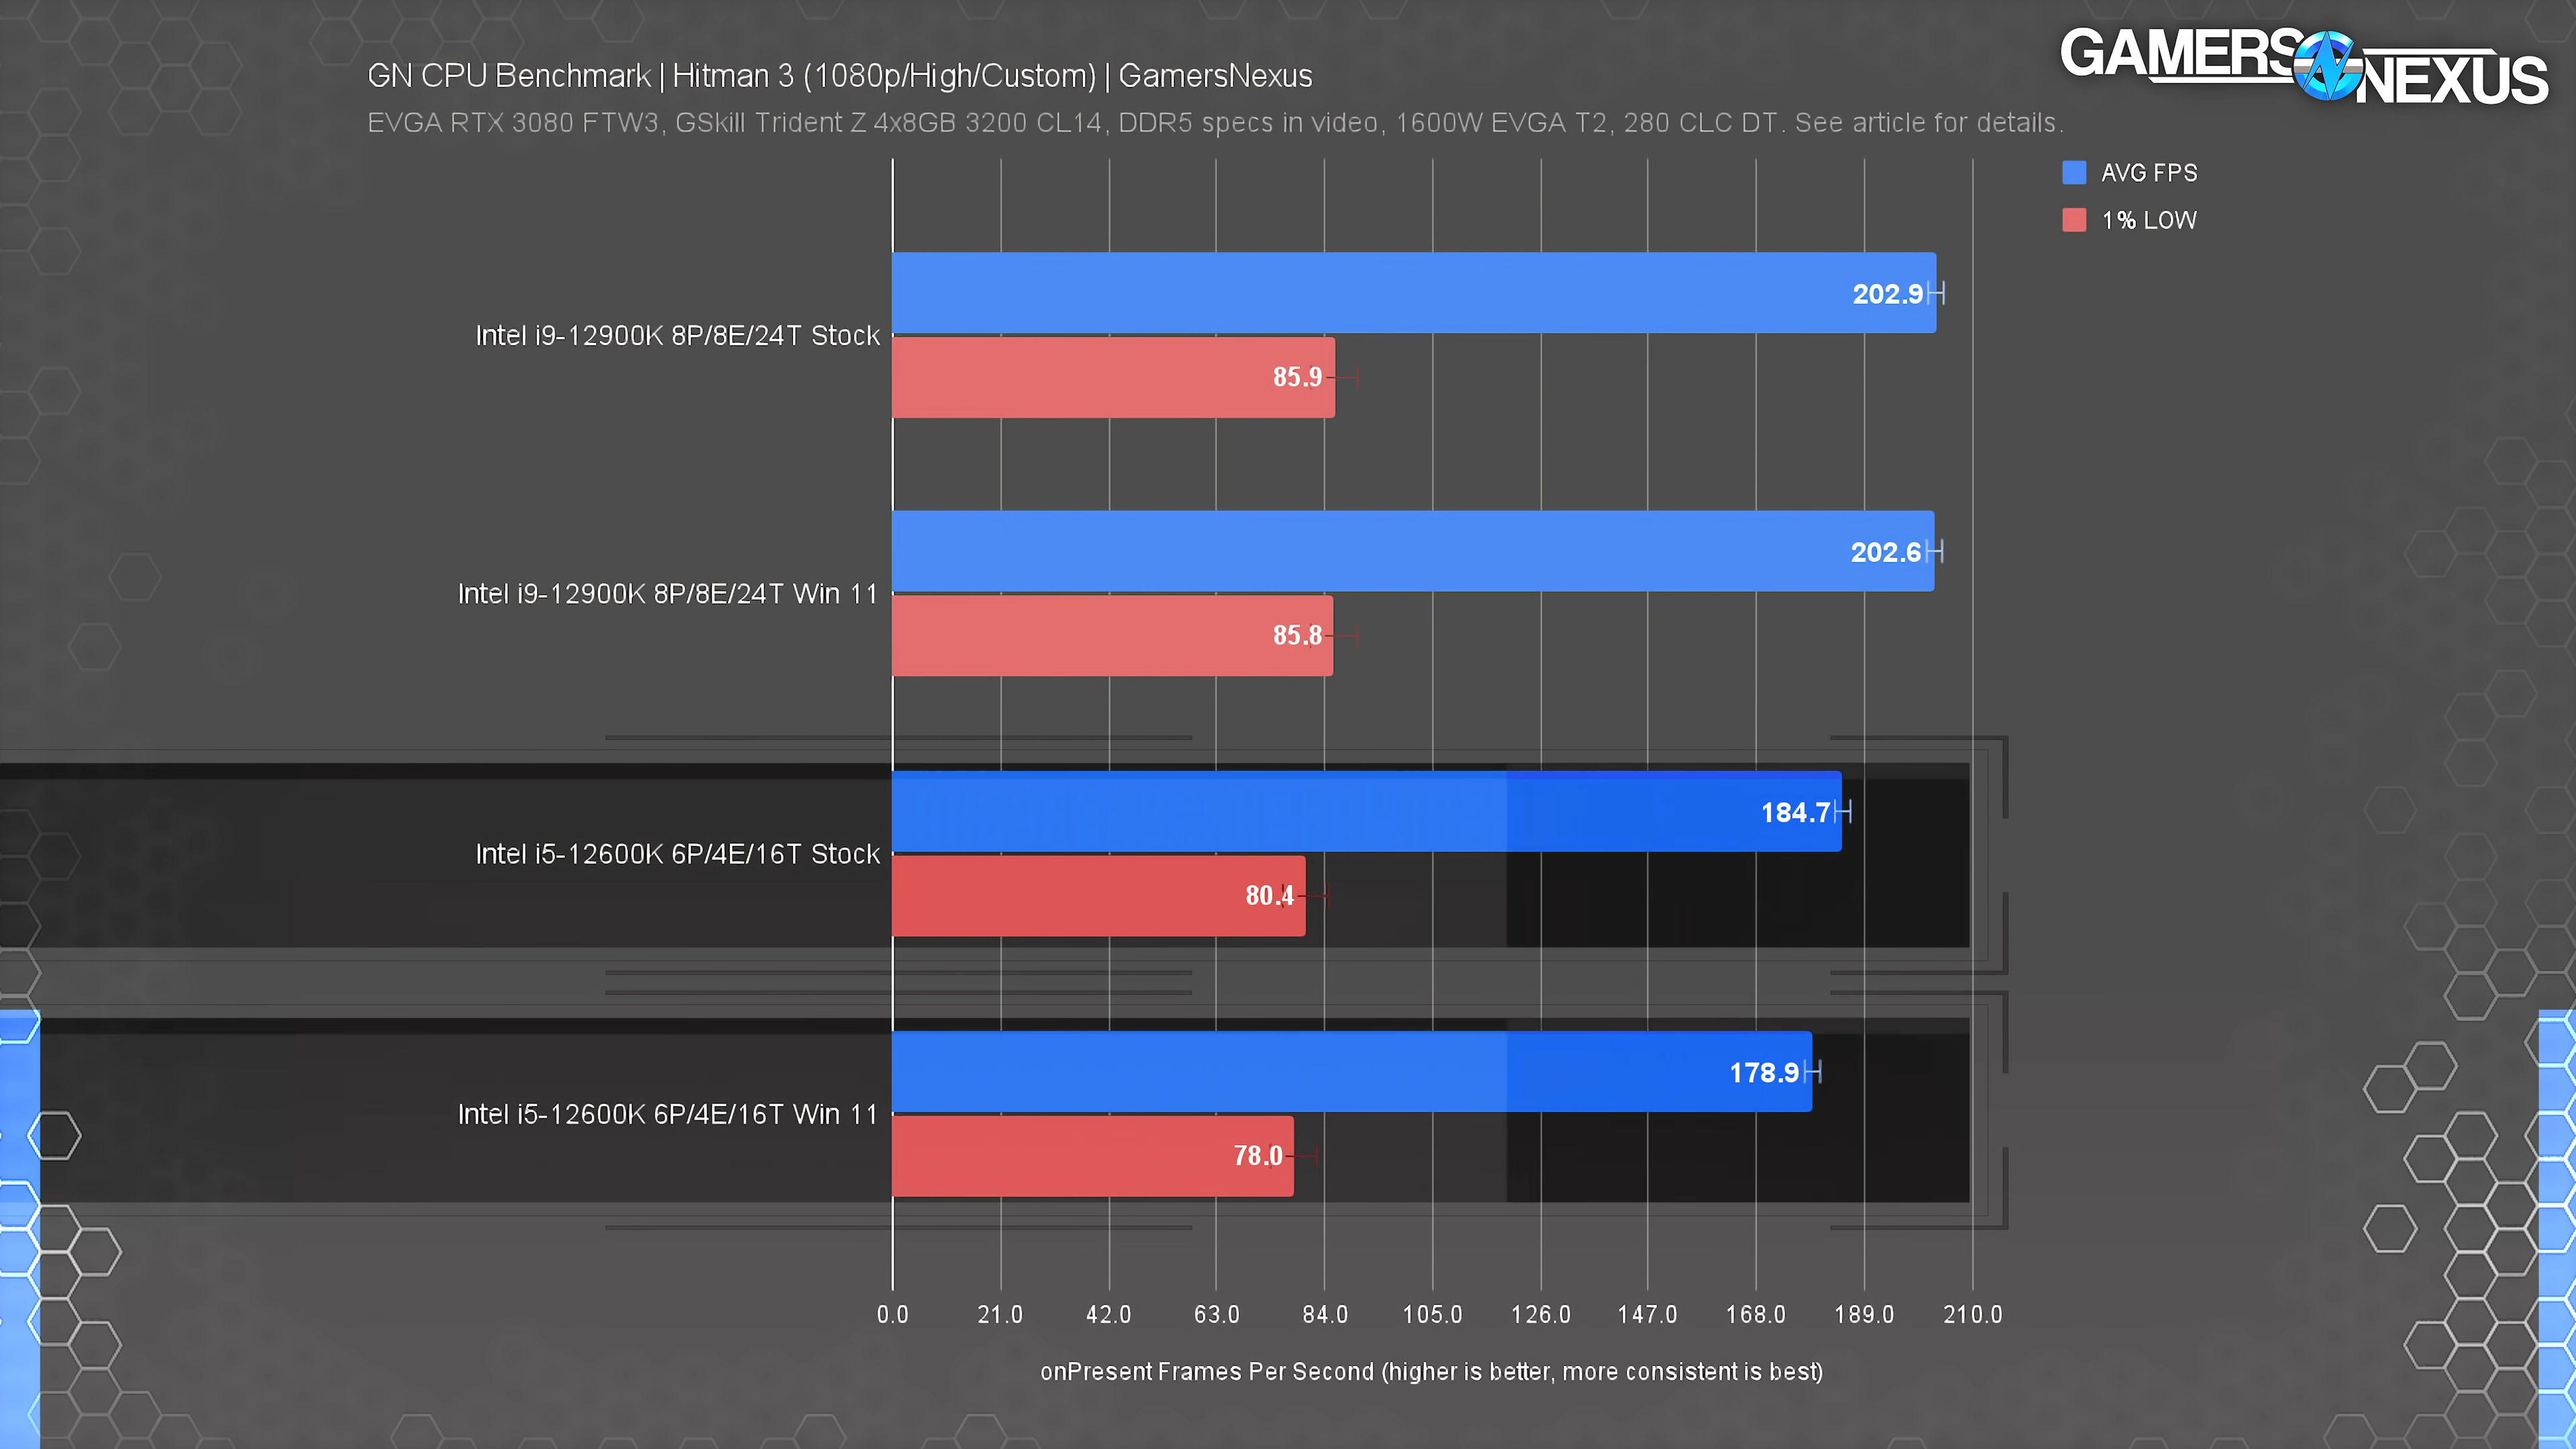 GAMERS NEXUS
GN CPU Benchmark | Hitman 3 (1080p/High/Custom) | GamersNexus
EVGA RTX 3080 FTW3, GSkill Trident Z 4x8GB 3200 CL14, DDR5 specs in video, 1600W EVGA T2, 280 CLC DT. See article for details.
AVG FPS
1% LOW
202.9
Intel i9-12900K 8P/8E/24T Stock
85.9
202.6
Intel i9-12900K 8P/8E/24T Win 11
85.8
184.7
Intel i5-12600K 6P/4E/16T Stock
80.4
178.9
Intel i5-12600K 6P/4E/16T Win 11
78.0
0.0 21.0 42.0 63.0 84.0 105.0 126.0 147.0 168.0 189.0 210.0
onPresent Frames Per Second (higher is better, more consistent is best)